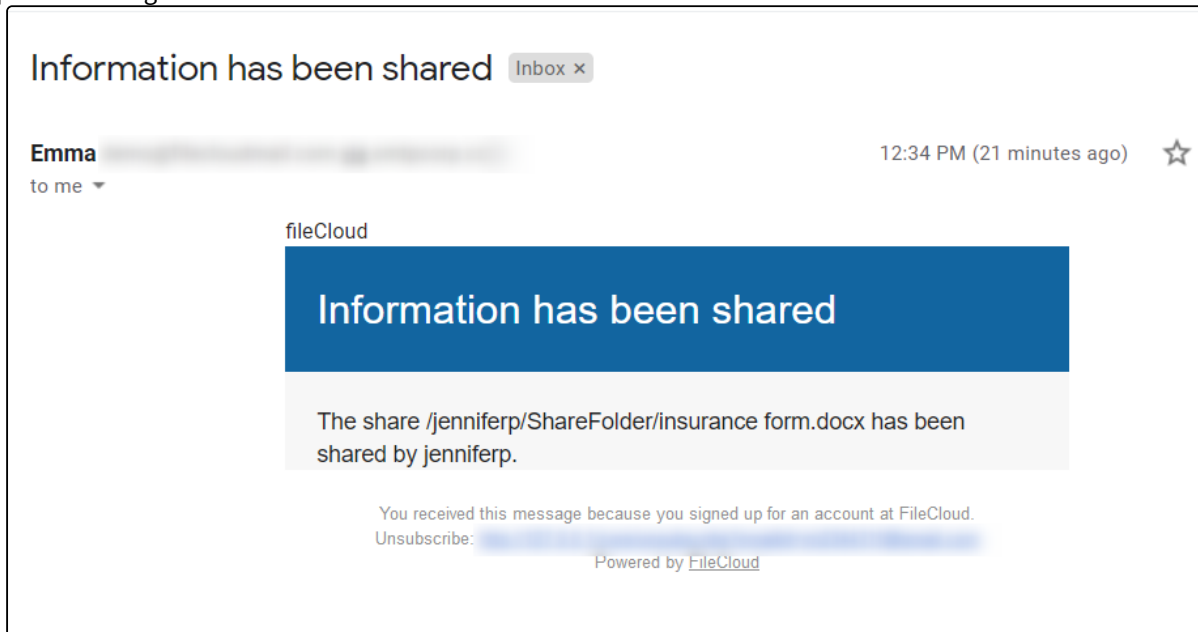 Information has been shared Inbox ×
Emma
12:34 PM (21 minutes ago)
to me
fileCloud
Information has been shared
The share /jenniferp/ShareFolder/insurance form.docx has been
shared by jenniferp.
You received this message because you signed up for an account at FileCloud.
Unsubscribe:
Powered by FileCloud